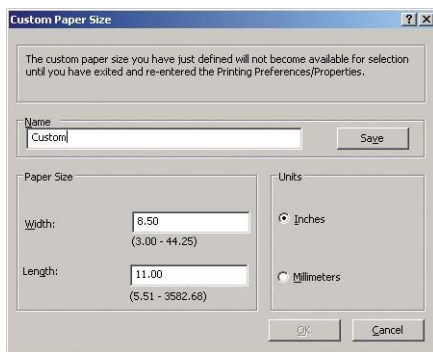 Custom Paper Size
The custom paper size you have just defined will not become available for selection
until you have exited and re-entered the Printing Preferences/Properties.
Name
Custom
Save
Paper Size
Width:
8.50
(3.00 - 44.25)
Length:
11.00
(5.51 - 3582.68)
Units
Inches
Millimeters
OK
Cancel